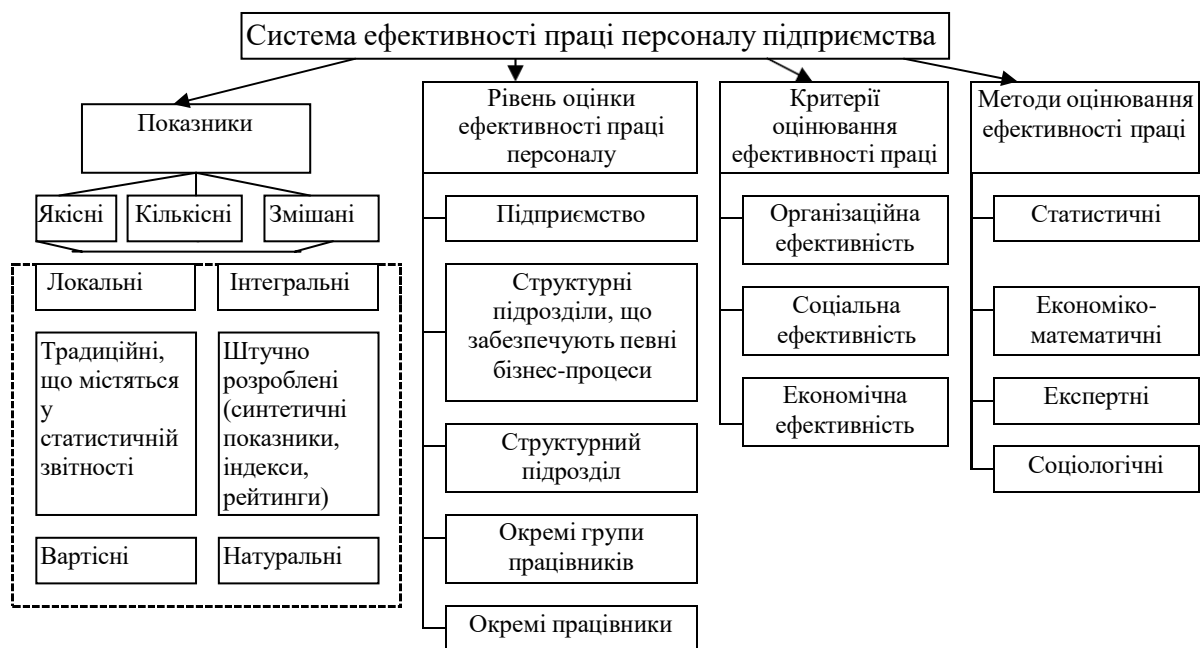 Система ефективності праці персоналу підприємства
Показники
Якісні
Кількісні
Змішані
Локальні
Інтегральні
Традиційні,
що містяться
у
статистичній
звітності
Штучно
розроблені
(синтетичні
показники,
індекси,
рейтинги)
Вартісні
Натуральні
Рівень оцінки
ефективності праці
персоналу
Підприємство
Структурні
підрозділи, що
забезпечують певні
бізнес-процеси
Структурний
підрозділ
Окремі групи
працівників
Окремі працівники
Критерії
оцінювання
ефективності праці
Організаційна
ефективність
Соціальна
ефективність
Економічна
ефективність
Методи оцінювання
ефективності праці
Статистичні
Економіко-
математичні
Експертні
Соціологічні